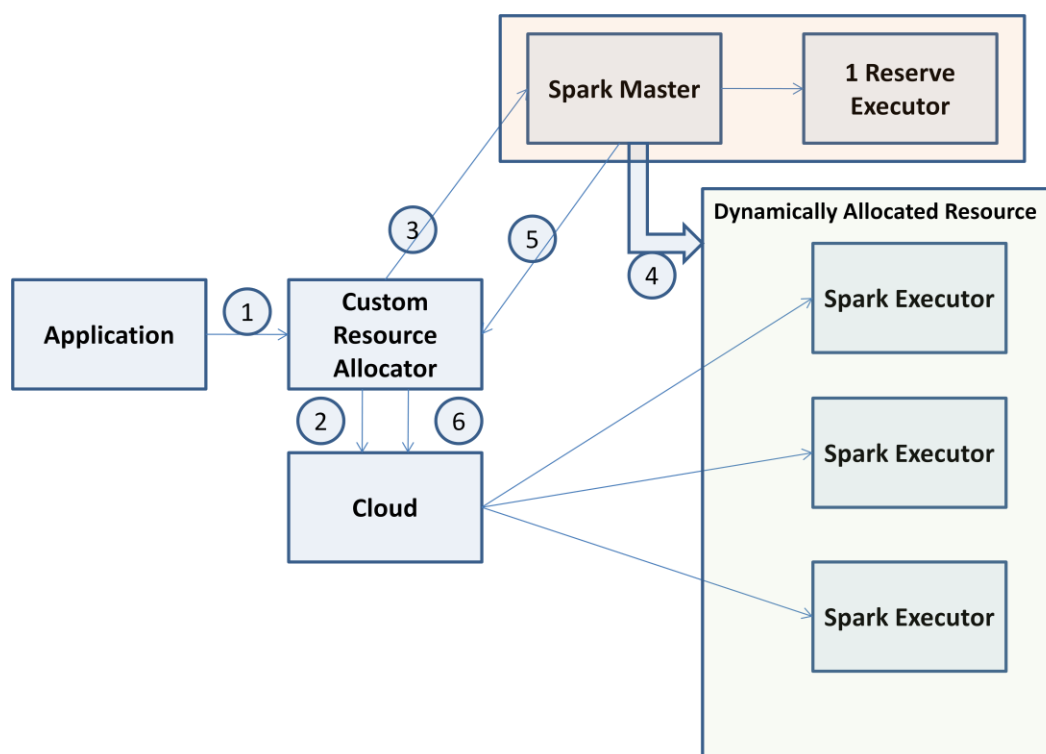 Spark Master
1 Reserve
Executor
Dynamically Allocated Resource
3
5
4
Spark Executor
Application
1
Custom
Resource
Allocator
2
6
Spark Executor
Cloud
Spark Executor